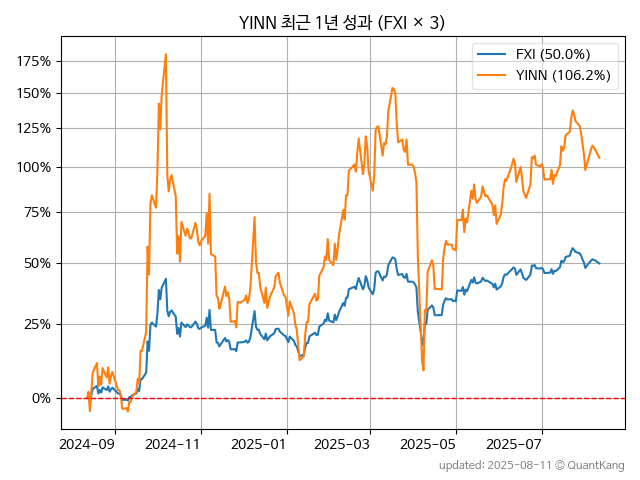 YINN 최근 1년 성과 (FXI × 3)
FXI (50.0%)
YINN (106.2%)
175%
150%
125%
100%
75%
50%
25%
0%
2024-09 2024-11 2025-01 2025-03 2025-05 2025-07
updated: 2025-08-11 © QuantKang